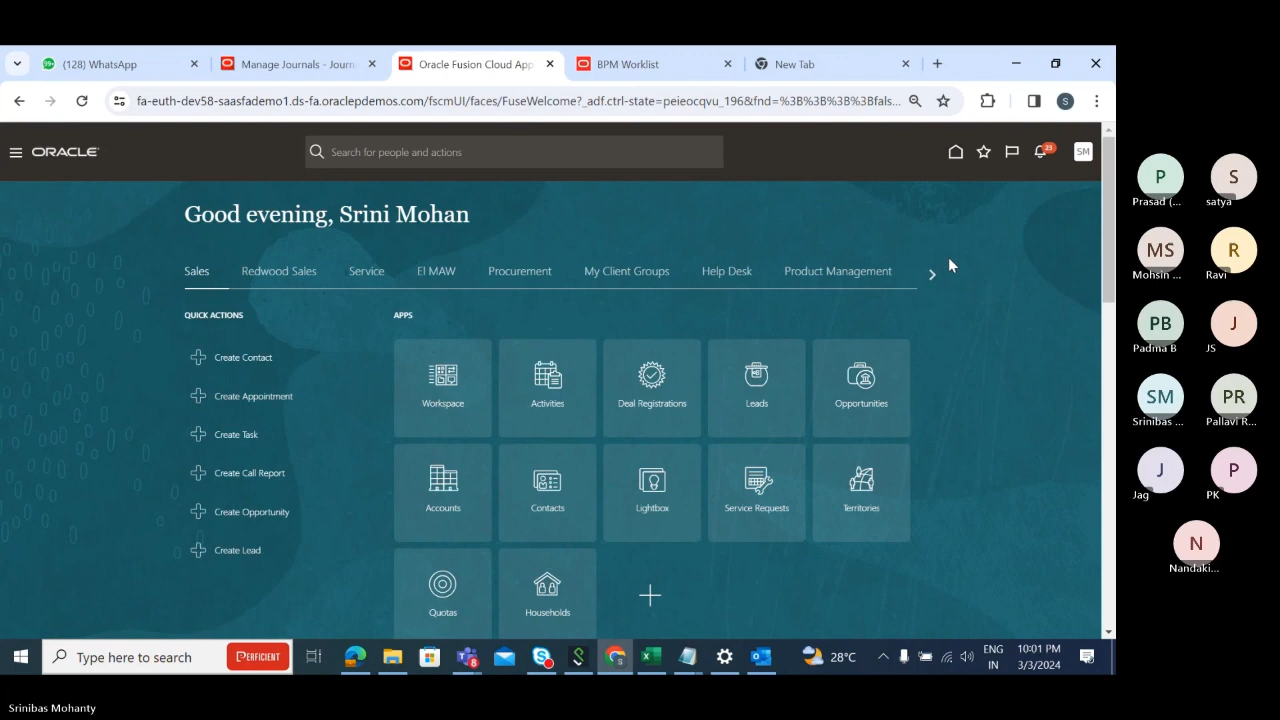 99+
(128) WhatsApp
Manage Journals - Journ
Oracle Fusion Cloud App
BPM Worklist
New Tab
fa-euth-dev58-saasfademo1.ds-fa.oraclepdemos.com/fscmUI/faces/FuseWelcome?_adf.ctrl-state=peieocqvu_196&fnd=%3B%3B%3B%3Bfals...
S
ORACLE
Search for people and actions
23
SM
Good evening, Srini Mohan
Sales
Redwood Sales
Service
El MAW
Procurement
My Client Groups
Help Desk
Product Management
QUICK ACTIONS
Create Contact
Create Appointment
Create Task
Create Call Report
Create Opportunity
Create Lead
APPS
Workspace
Activities
Deal Registrations
Leads
Opportunities
Accounts
Contacts
Lightbox
Service Requests
Territories
Quotas
Households
Type here to search
PERFICIENT
8
28°C
ENG
IN
10:01 PM
3/3/2024
P
Prasad (...
S
satya
MS
Mohsin ...
R
Ravi
PB
Padma B
J
JS
SM
Srinibas ...
PR
Pallavi R...
J
Jag
P
PK
N
Nandaki...
Srinibas Mohanty